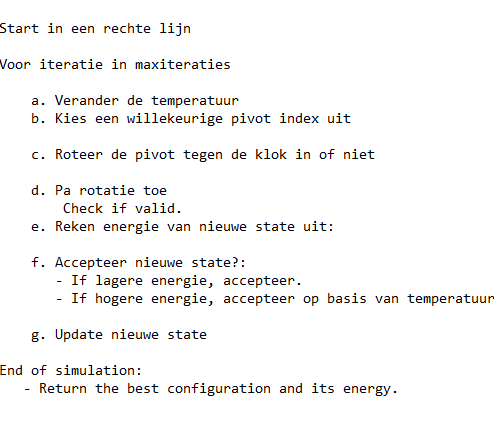 Start in een rechte lijn
Voor iteratie in maxiteraties
a. Verander de temperatuur
b. Kies een willekeurige pivot index uit
c. Roteer de pivot tegen de klok in of niet
d. Pa rotatie toe
Check if valid.
e. Reken energie van nieuwe state uit:
f. Accepteer nieuwe state?:
- If lagere energie, accepteer.
- If hogere energie, accepteer op basis van temperatuur
g. Update nieuwe state
End of simulation:
- Return the best configuration and its energy.